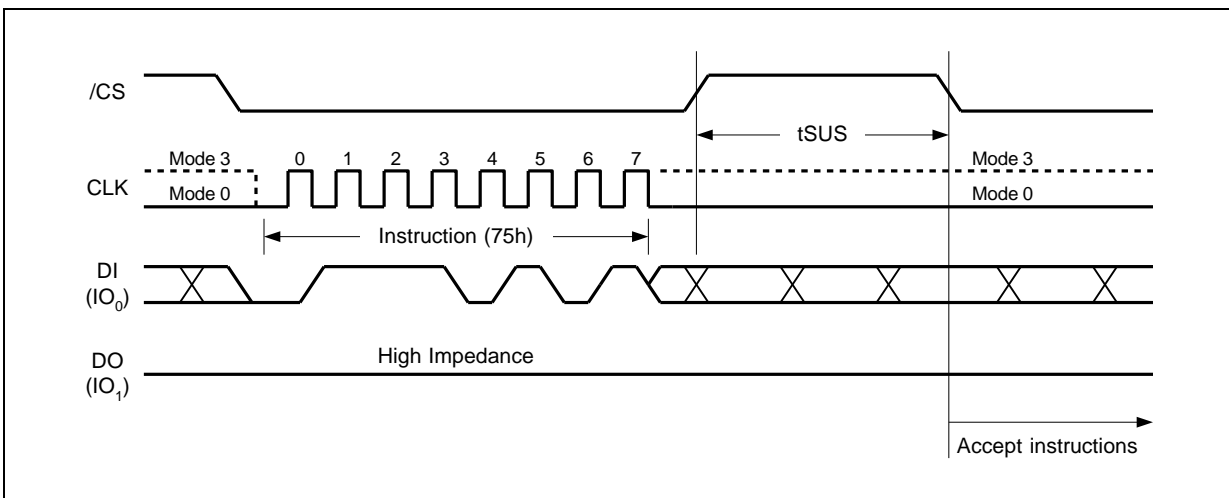 /CS
tSUS
Mode 3
0 1 2 3 4 5 6 7
Mode 3
CLK
Mode 0
Mode 0
Instruction (75h)
DI
(IO0)
High Impedance
DO
(IO1)
Accept instructions